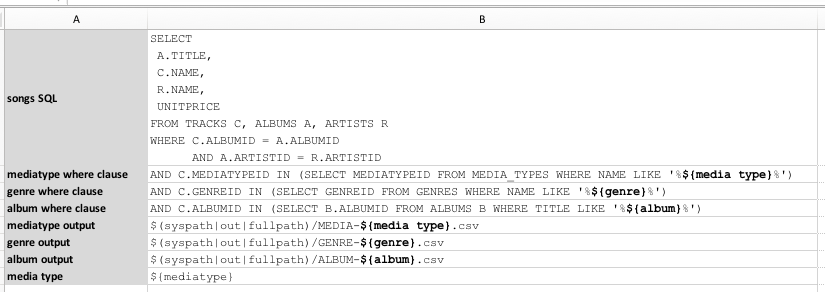 A B
SELECT
A.TITLE,
C.NAME,
R.NAME,
UNITPRICE
songs SQL
FROM TRACKS C, ALBUMS A, ARTISTS R
WHERE C.ALBUMID = A.ALBUMID
AND A.ARTISTID = R.ARTISTID
mediatype where clause AND C.MEDIATYPEID IN (SELECT MEDIATYPEID FROM MEDIA_TYPES WHERE NAME LIKE '%${media type}%')
genre where clause AND C.GENREID IN (SELECT GENREID FROM GENRES WHERE NAME LIKE '%${genre}%')
album where clause AND C.ALBUMID IN (SELECT B.ALBUMID FROM ALBUMS B WHERE TITLE LIKE '%${album}%')
mediatype output $(syspath|out|fullpath)/MEDIA-${media type}.csv
genre output $(syspath|out|fullpath)/GENRE-${genre}.csv
album output $(syspath|out|fullpath)/ALBUM-${album}.csv
media type ${mediatype}